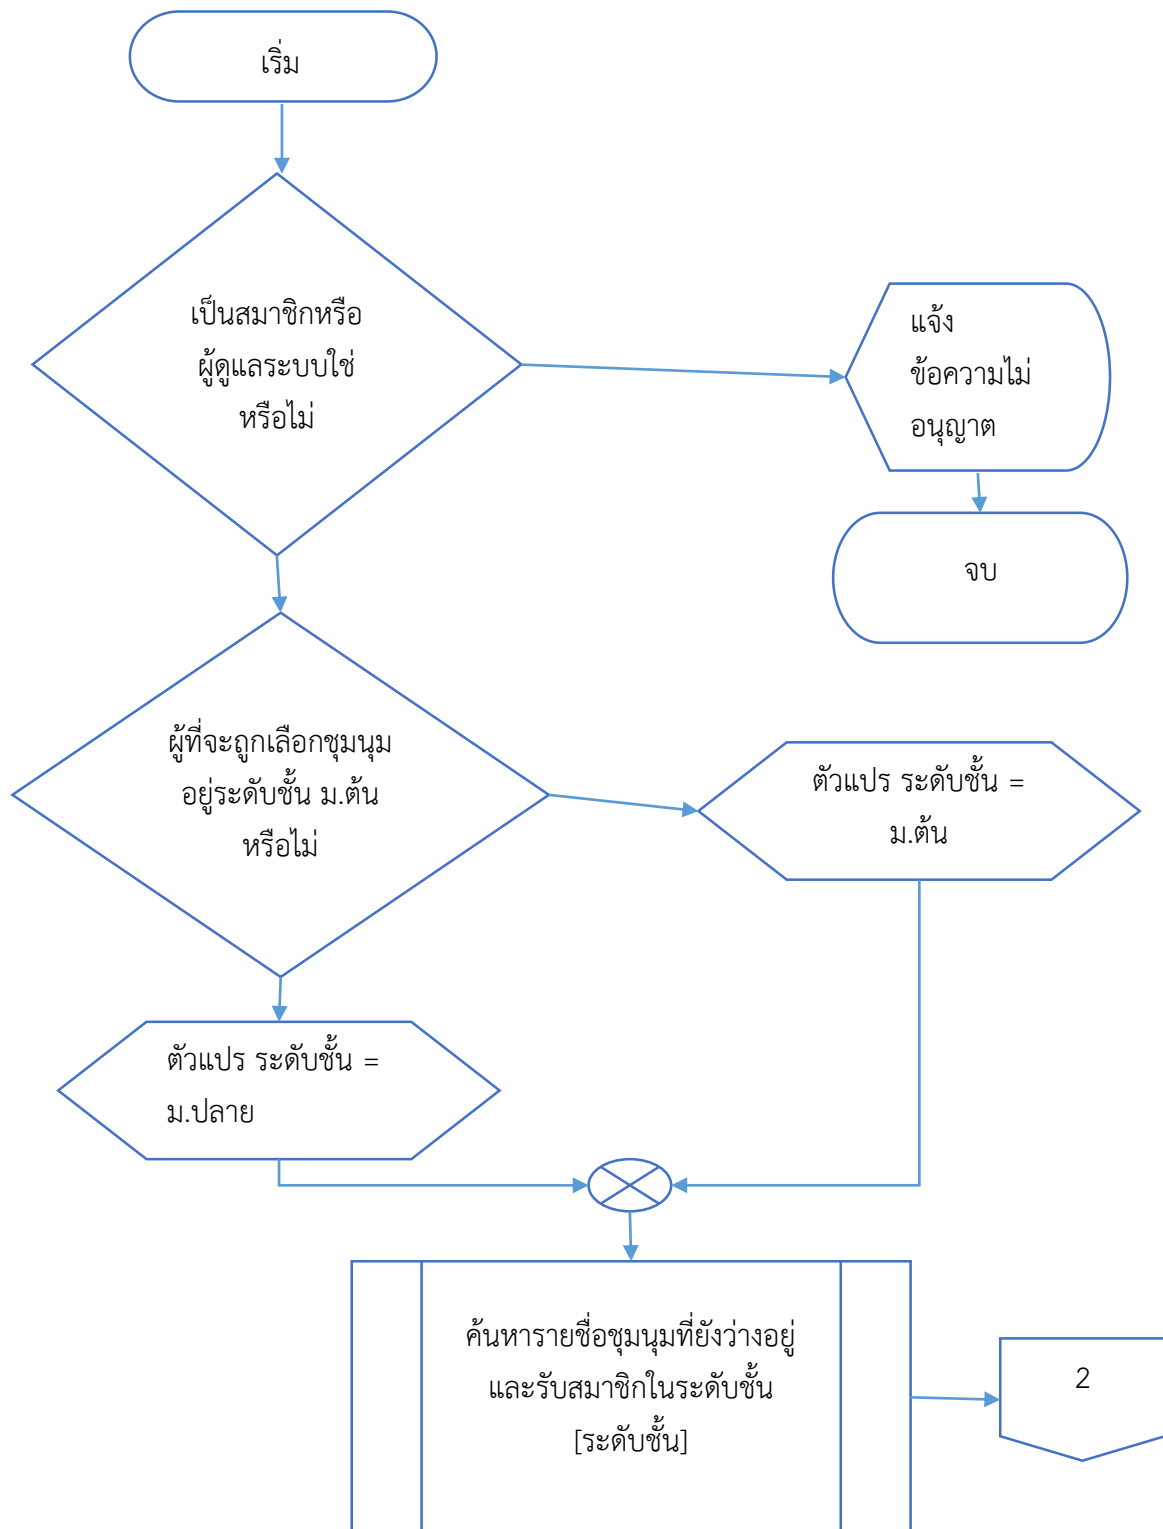 เริ่ม
เป็นสมาชิกหรือ
ผู้ดูแลระบบใช่
หรือไม่
แจ้ง
ข้อความไม่
อนุญาต
จบ
ผู้ที่จะถูกเลือกชุมนุม
อยู่ระดับชั้น ม.ต้น
หรือไม่
ตัวแปร ระดับชั้น =
ม.ต้น
ตัวแปร ระดับชั้น =
ม.ปลาย
ค้นหารายชื่อชุมนุมที่ยังว่างอยู่
และรับสมาชิกในระดับชั้น
[ระดับชั้น]
2